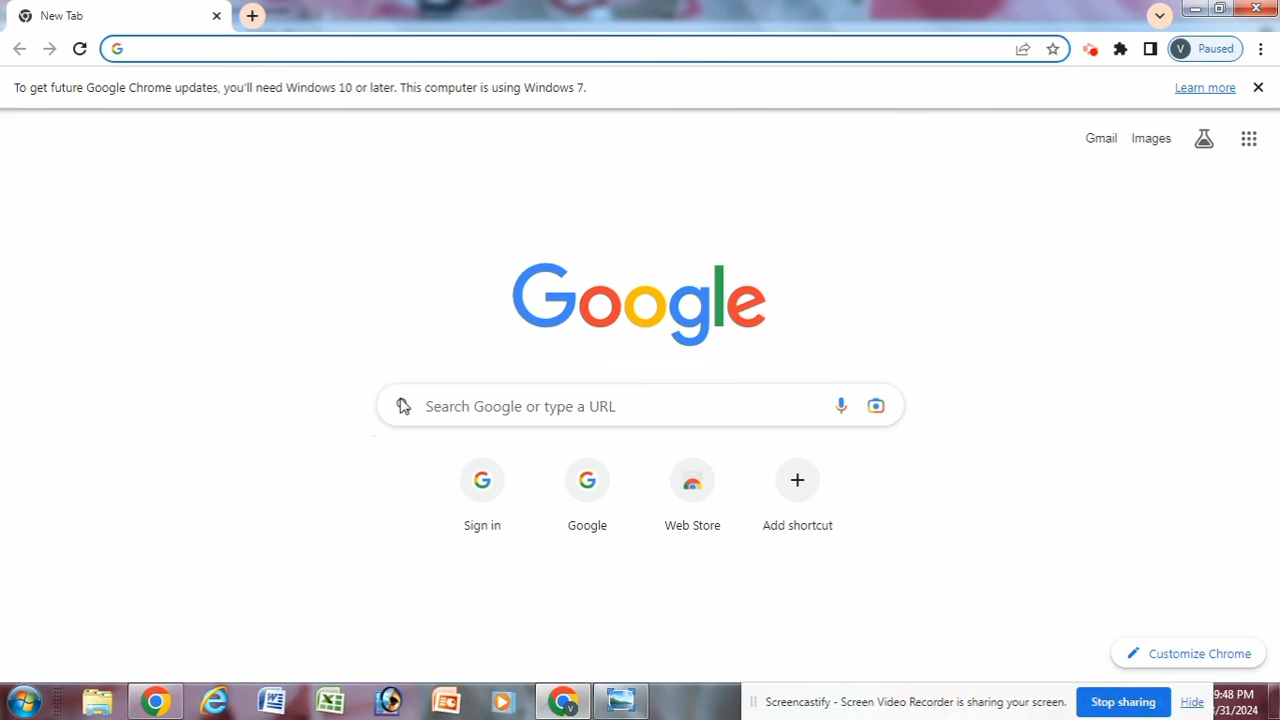 New Tab
V Paused
To get future Google Chrome updates, you'll need Windows 10 or later. This computer is using Windows 7. Learn more
Gmail Images
Google
Search Google or type a URL
Sign in Google Web Store Add shortcut
Customize Chrome
Screencastify - Screen Video Recorder is sharing your screen. Stop sharing Hide
9:48 PM
/31/2024